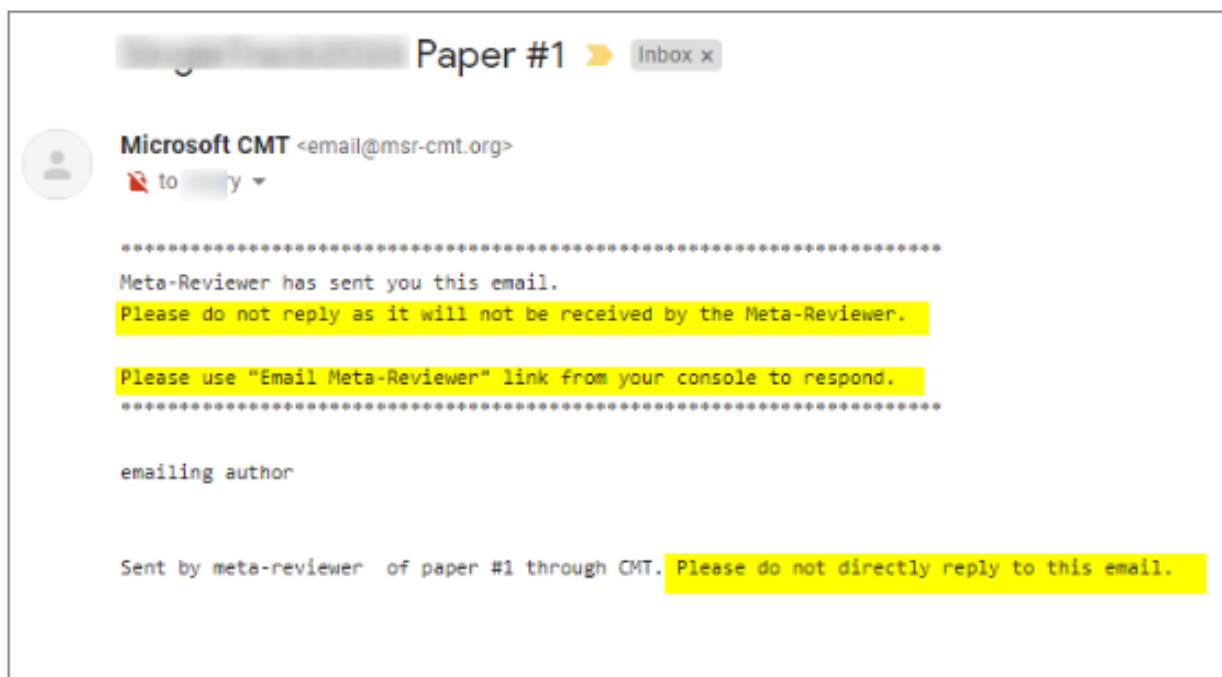 Paper #1 Inbox x
Microsoft CMT <email@msr-cmt.org>
to
**********************************************************************
Meta-Reviewer has sent you this email.
Please do not reply as it will not be received by the Meta-Reviewer.
Please use "Email Meta-Reviewer" link from your console to respond.
**********************************************************************
emailing author
Sent by meta-reviewer of paper #1 through CMT. Please do not directly reply to this email.